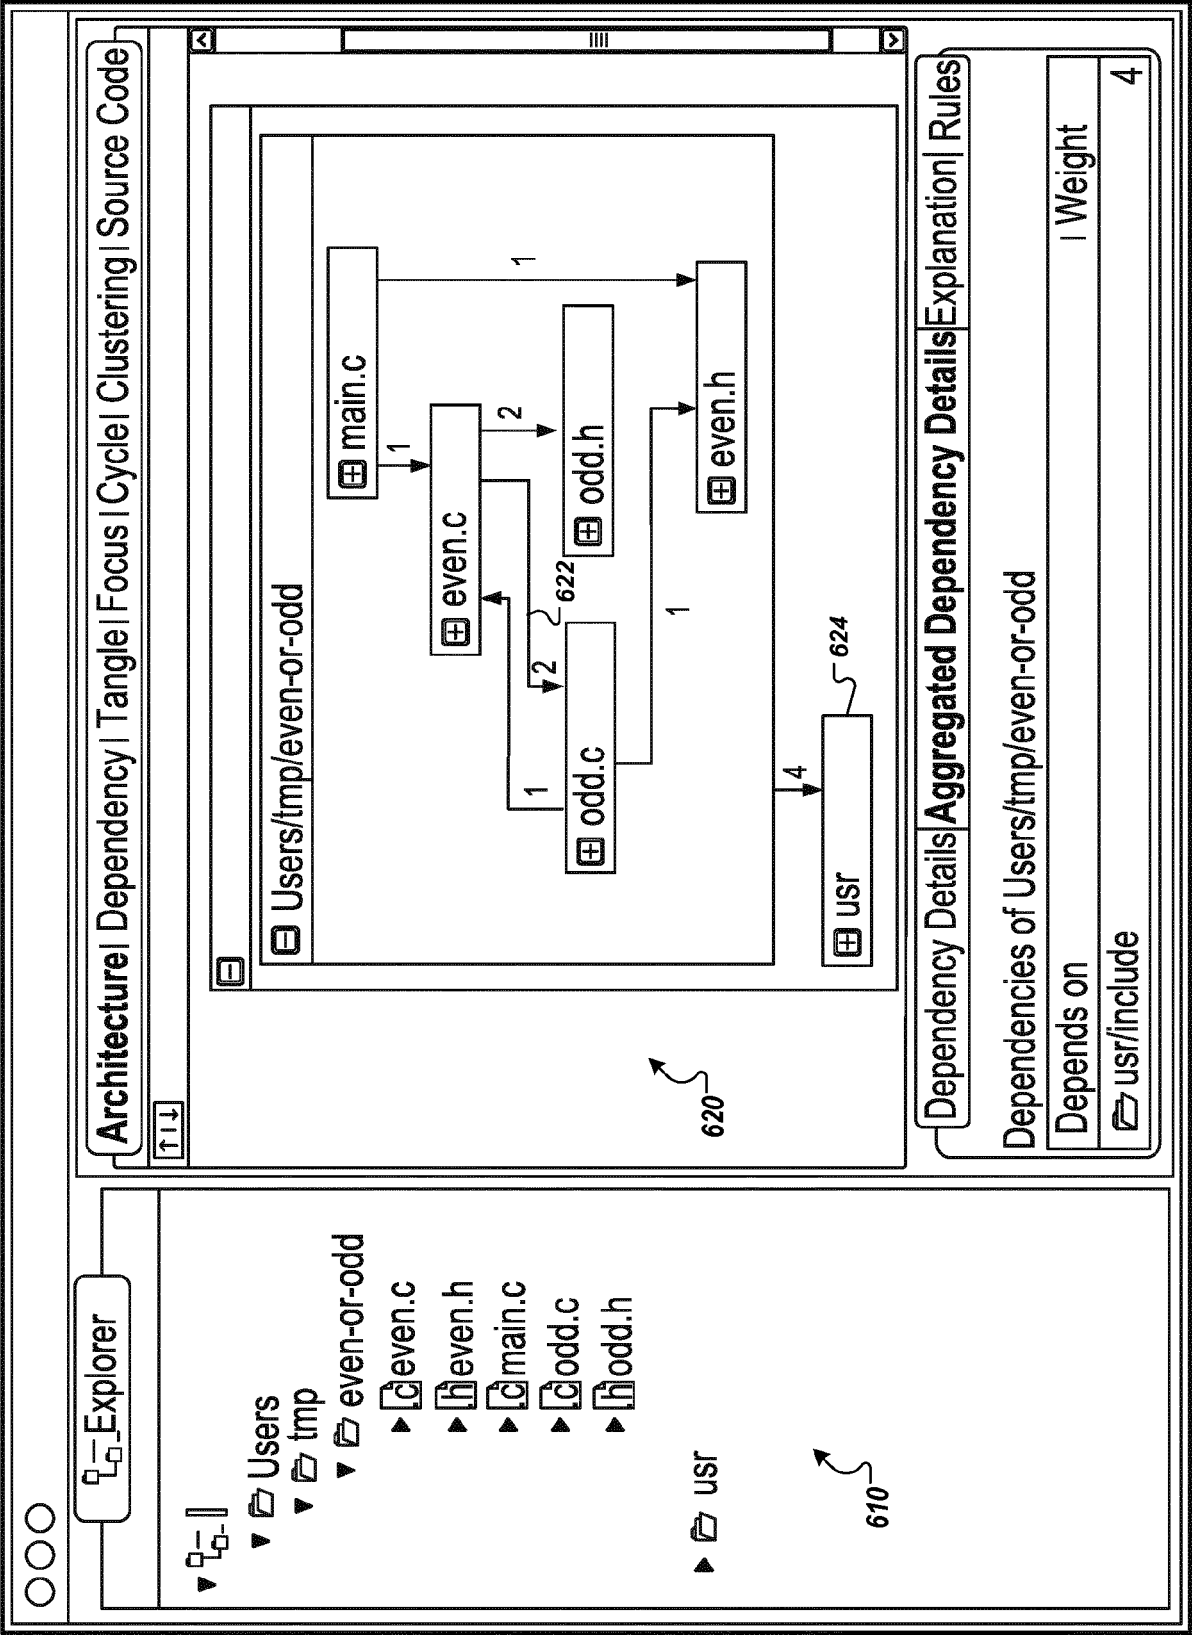 Explorer
Users
tmp
even-or-odd
.c even.c
.h even.h
.c main.c
.c odd.c
.h odd.h
usr
610
Architecture | Dependency | Tangle | Focus | Cycle | Clustering | Source Code
Users/tmp/even-or-odd
main.c
1
1
even.c
2
622
2
1
odd.h
odd.c
1
even.h
4
usr
624
620
Dependency Details | Aggregated Dependency Details | Explanation | Rules
Dependencies of Users/tmp/even-or-odd
Depends on | Weight
usr/include 4